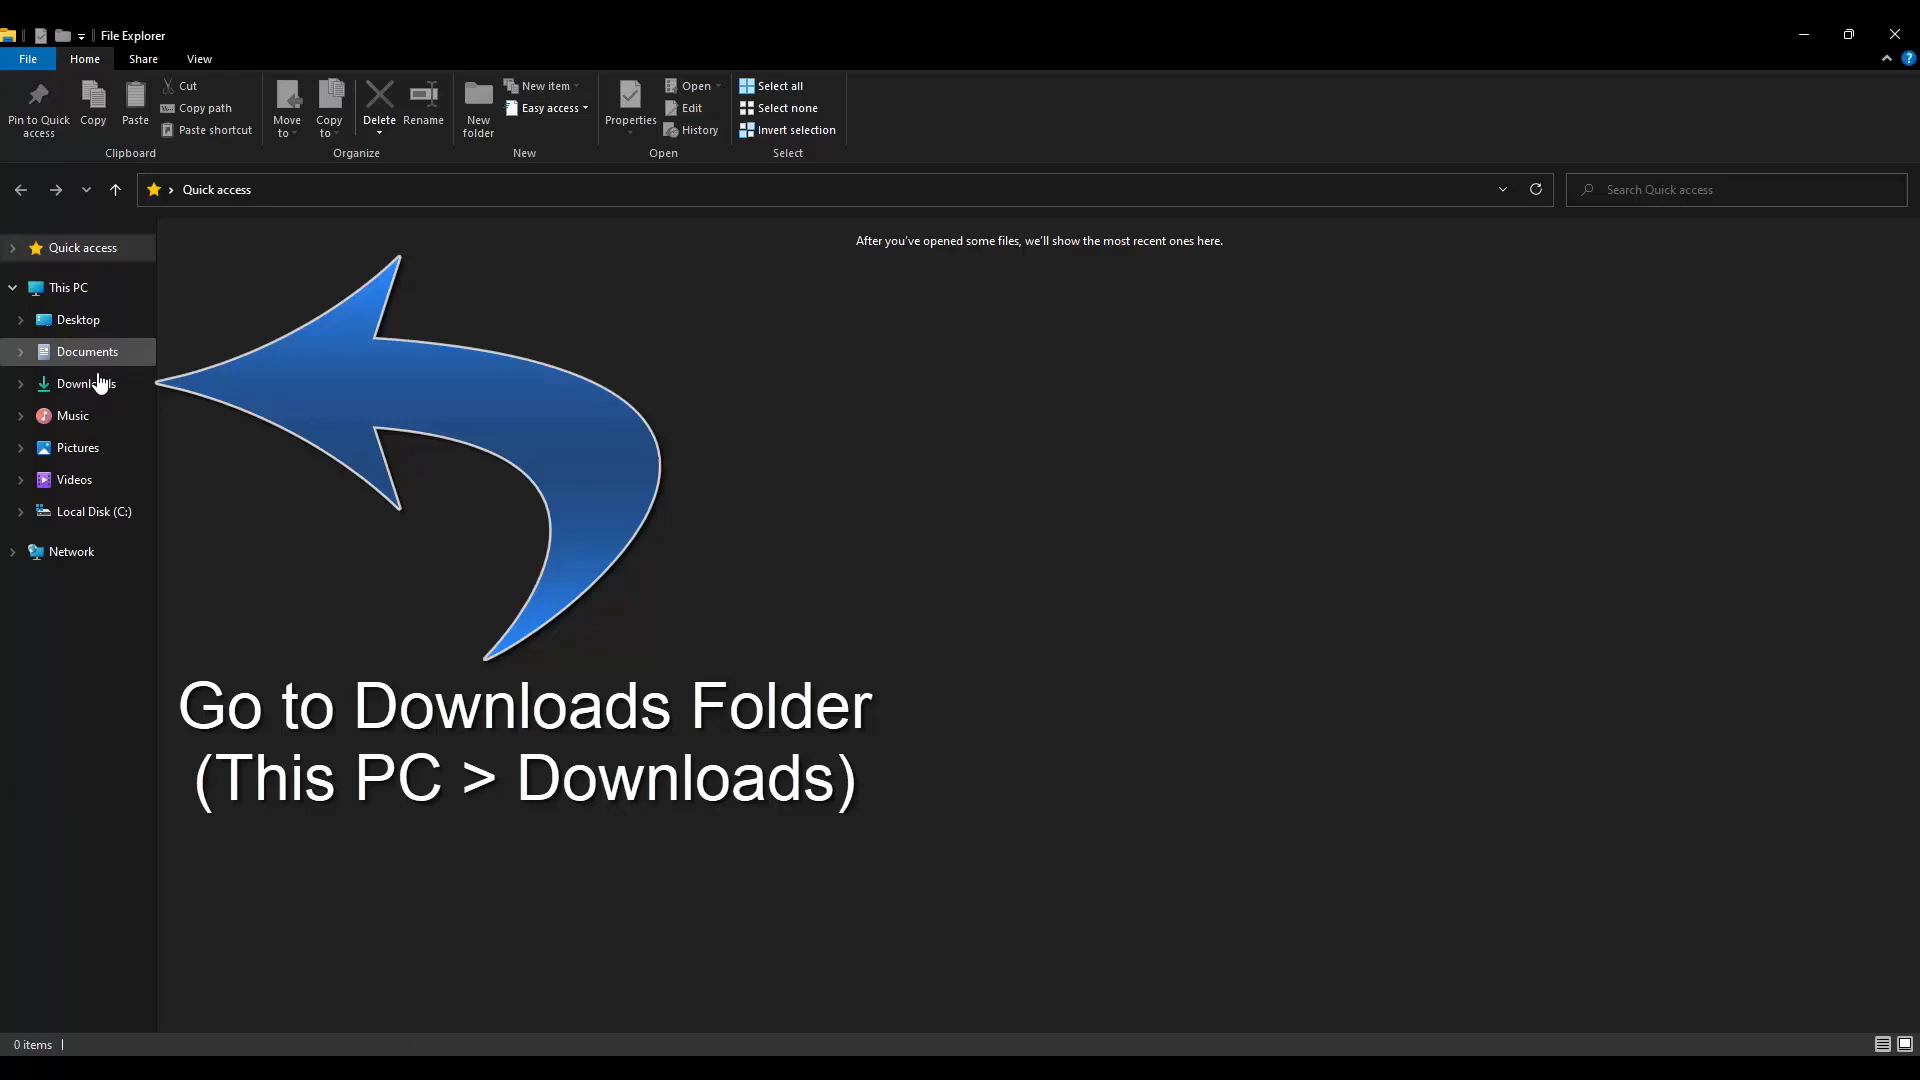 File Explorer
File Home Share View
Pin to Quick access
Copy
Paste
Cut
Copy path
Paste shortcut
Clipboard
Move to
Copy to
Delete
Rename
Organize
New folder
New item
Easy access
New
Properties
Open
Edit
History
Open
Select all
Select none
Invert selection
Select
Quick access
Search Quick access
Quick access
This PC
Desktop
Documents
Downloads
Music
Pictures
Videos
Local Disk (C:)
Network
After you've opened some files, we'll show the most recent ones here.
Go to Downloads Folder
(This PC > Downloads)
0 items